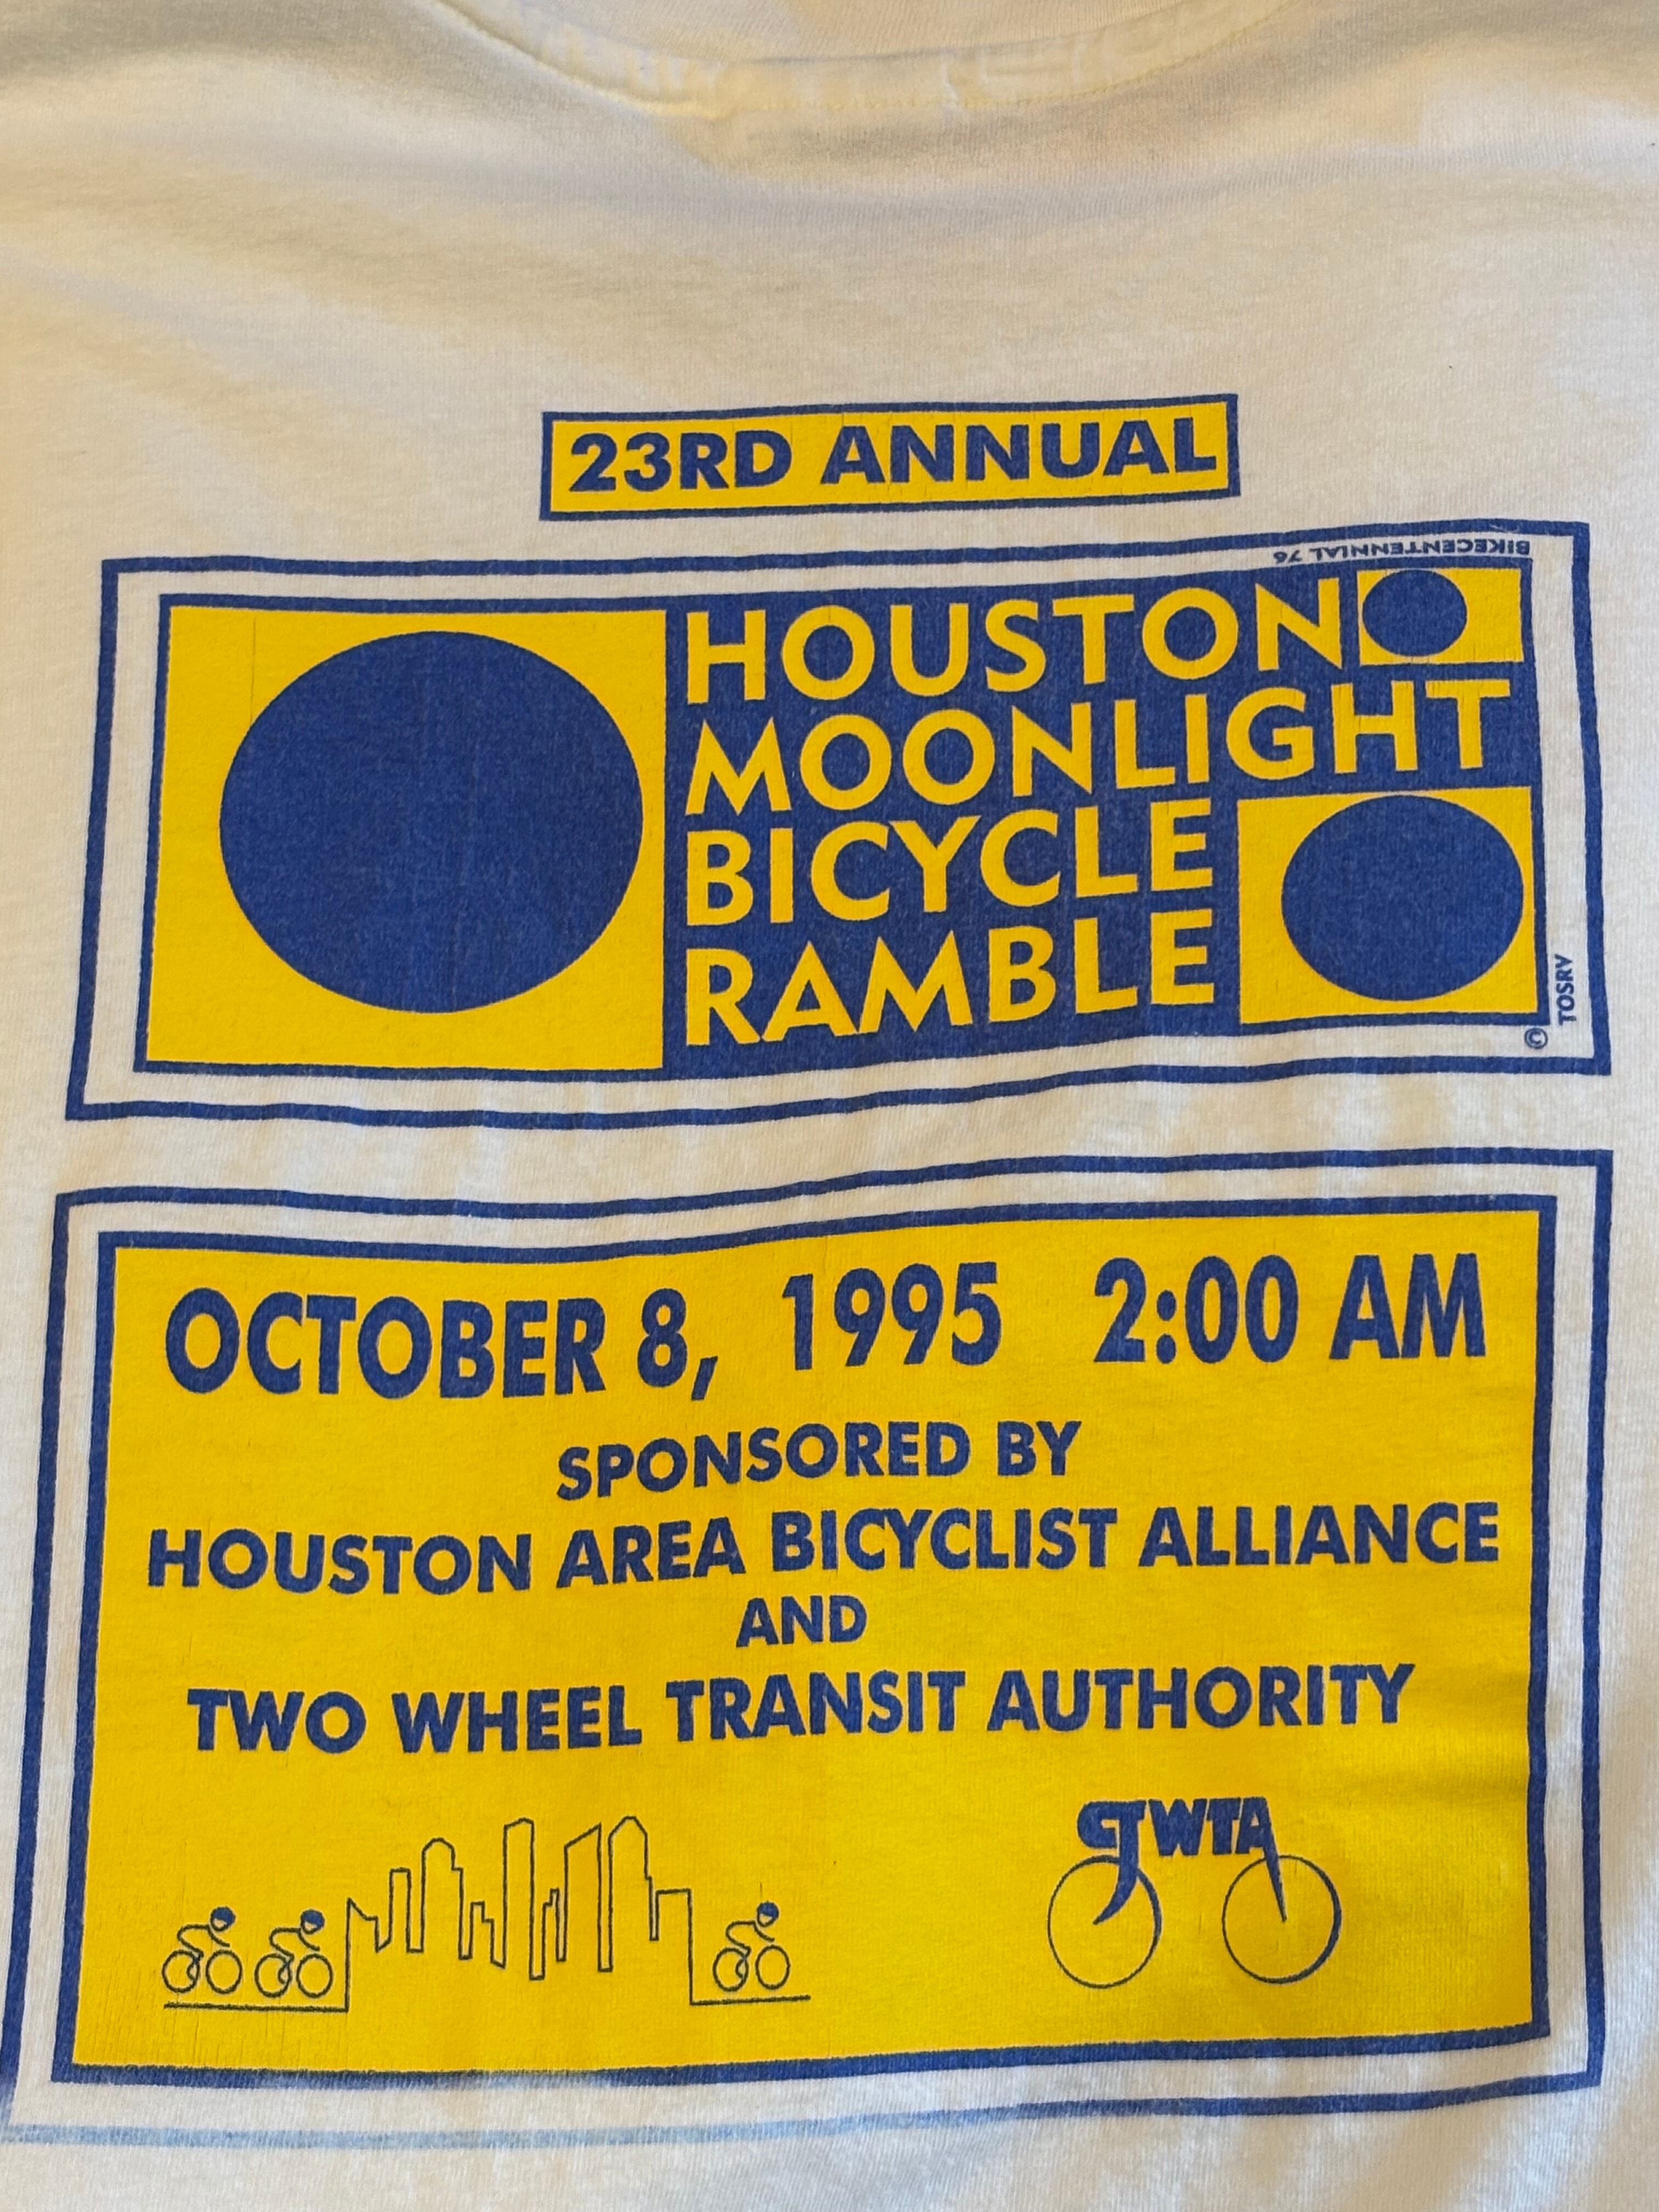 23RD ANNUAL
BIKECENTENNIAL 76
HOUSTON
MOONLIGHT
BICYCLE
RAMBLE
© TOSRV
OCTOBER 8, 1995 2:00 AM
SPONSORED BY
HOUSTON AREA BICYCLIST ALLIANCE
AND
TWO WHEEL TRANSIT AUTHORITY
TWTA